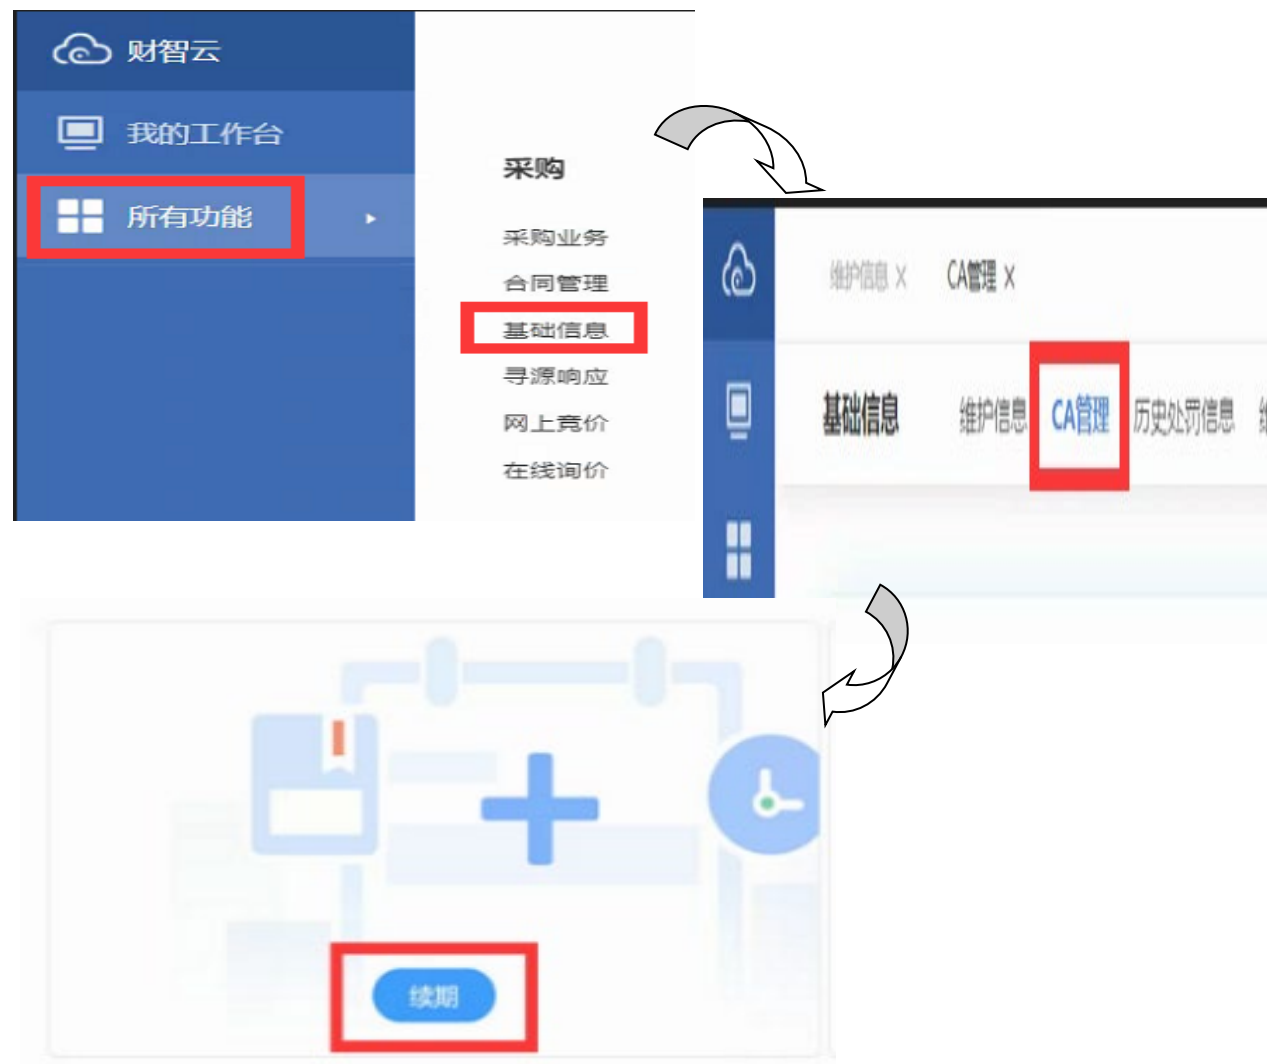 财智云
我的工作台
所有功能
采购
采购业务
合同管理
基础信息
寻源响应
网上竞价
在线询价
维护信息 × CA管理 ×
基础信息 维护信息 CA管理 历史处罚信息
续期